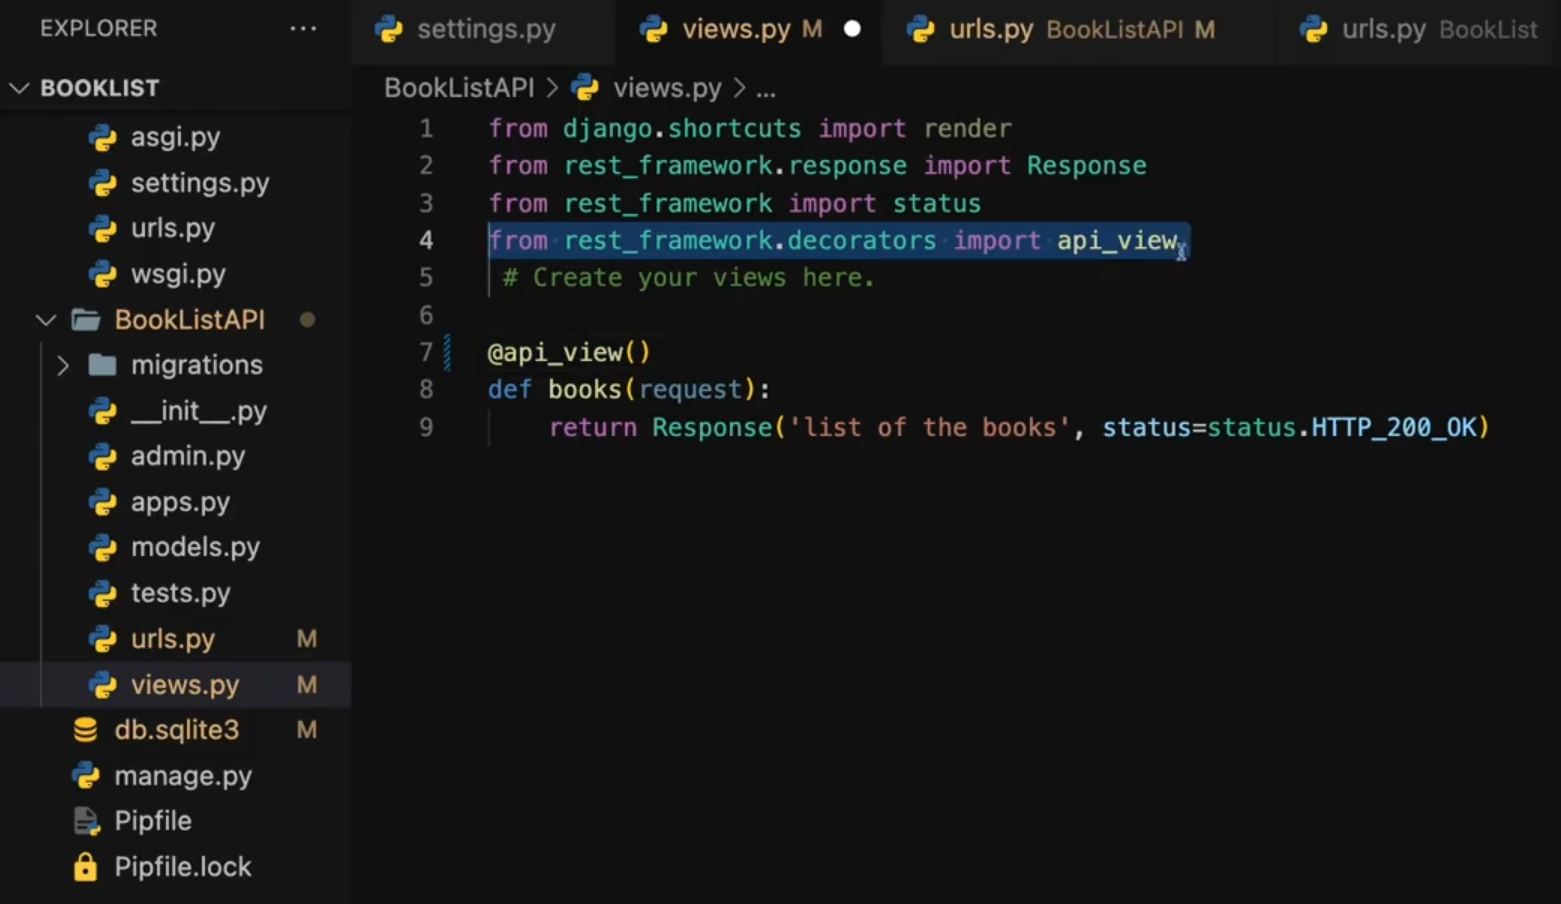 EXPLORER ...
BOOKLIST
asgi.py
settings.py
urls.py
wsgi.py
BookListAPI
migrations
__init__.py
admin.py
apps.py
models.py
tests.py
urls.py M
views.py M
db.sqlite3 M
manage.py
Pipfile
Pipfile.lock
settings.py views.py M urls.py BookListAPI M urls.py BookList
BookListAPI > views.py > ...
1 from django.shortcuts import render
2 from rest_framework.response import Response
3 from rest_framework import status
4 from rest_framework.decorators import api_view
5 # Create your views here.
6
7 @api_view()
8 def books(request):
9 return Response('list of the books', status=status.HTTP_200_OK)